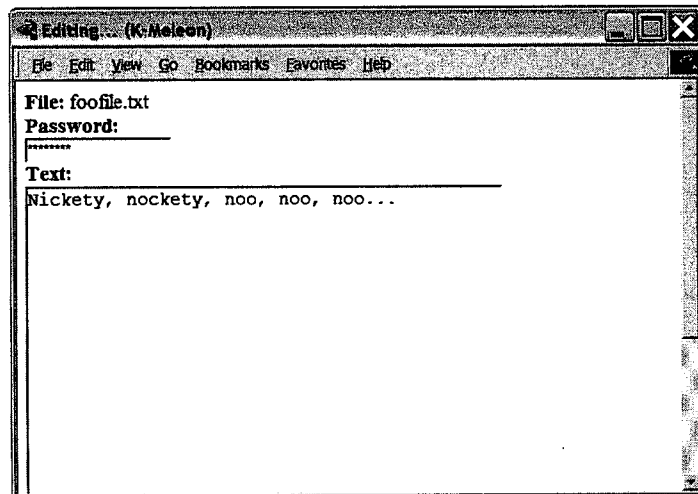 Editing... (K-Meleon)
File Edit View Go Bookmarks Favorites Help
File: foofile.txt
Password:
********
Text:
Nickety, nockety, noo, noo, noo...